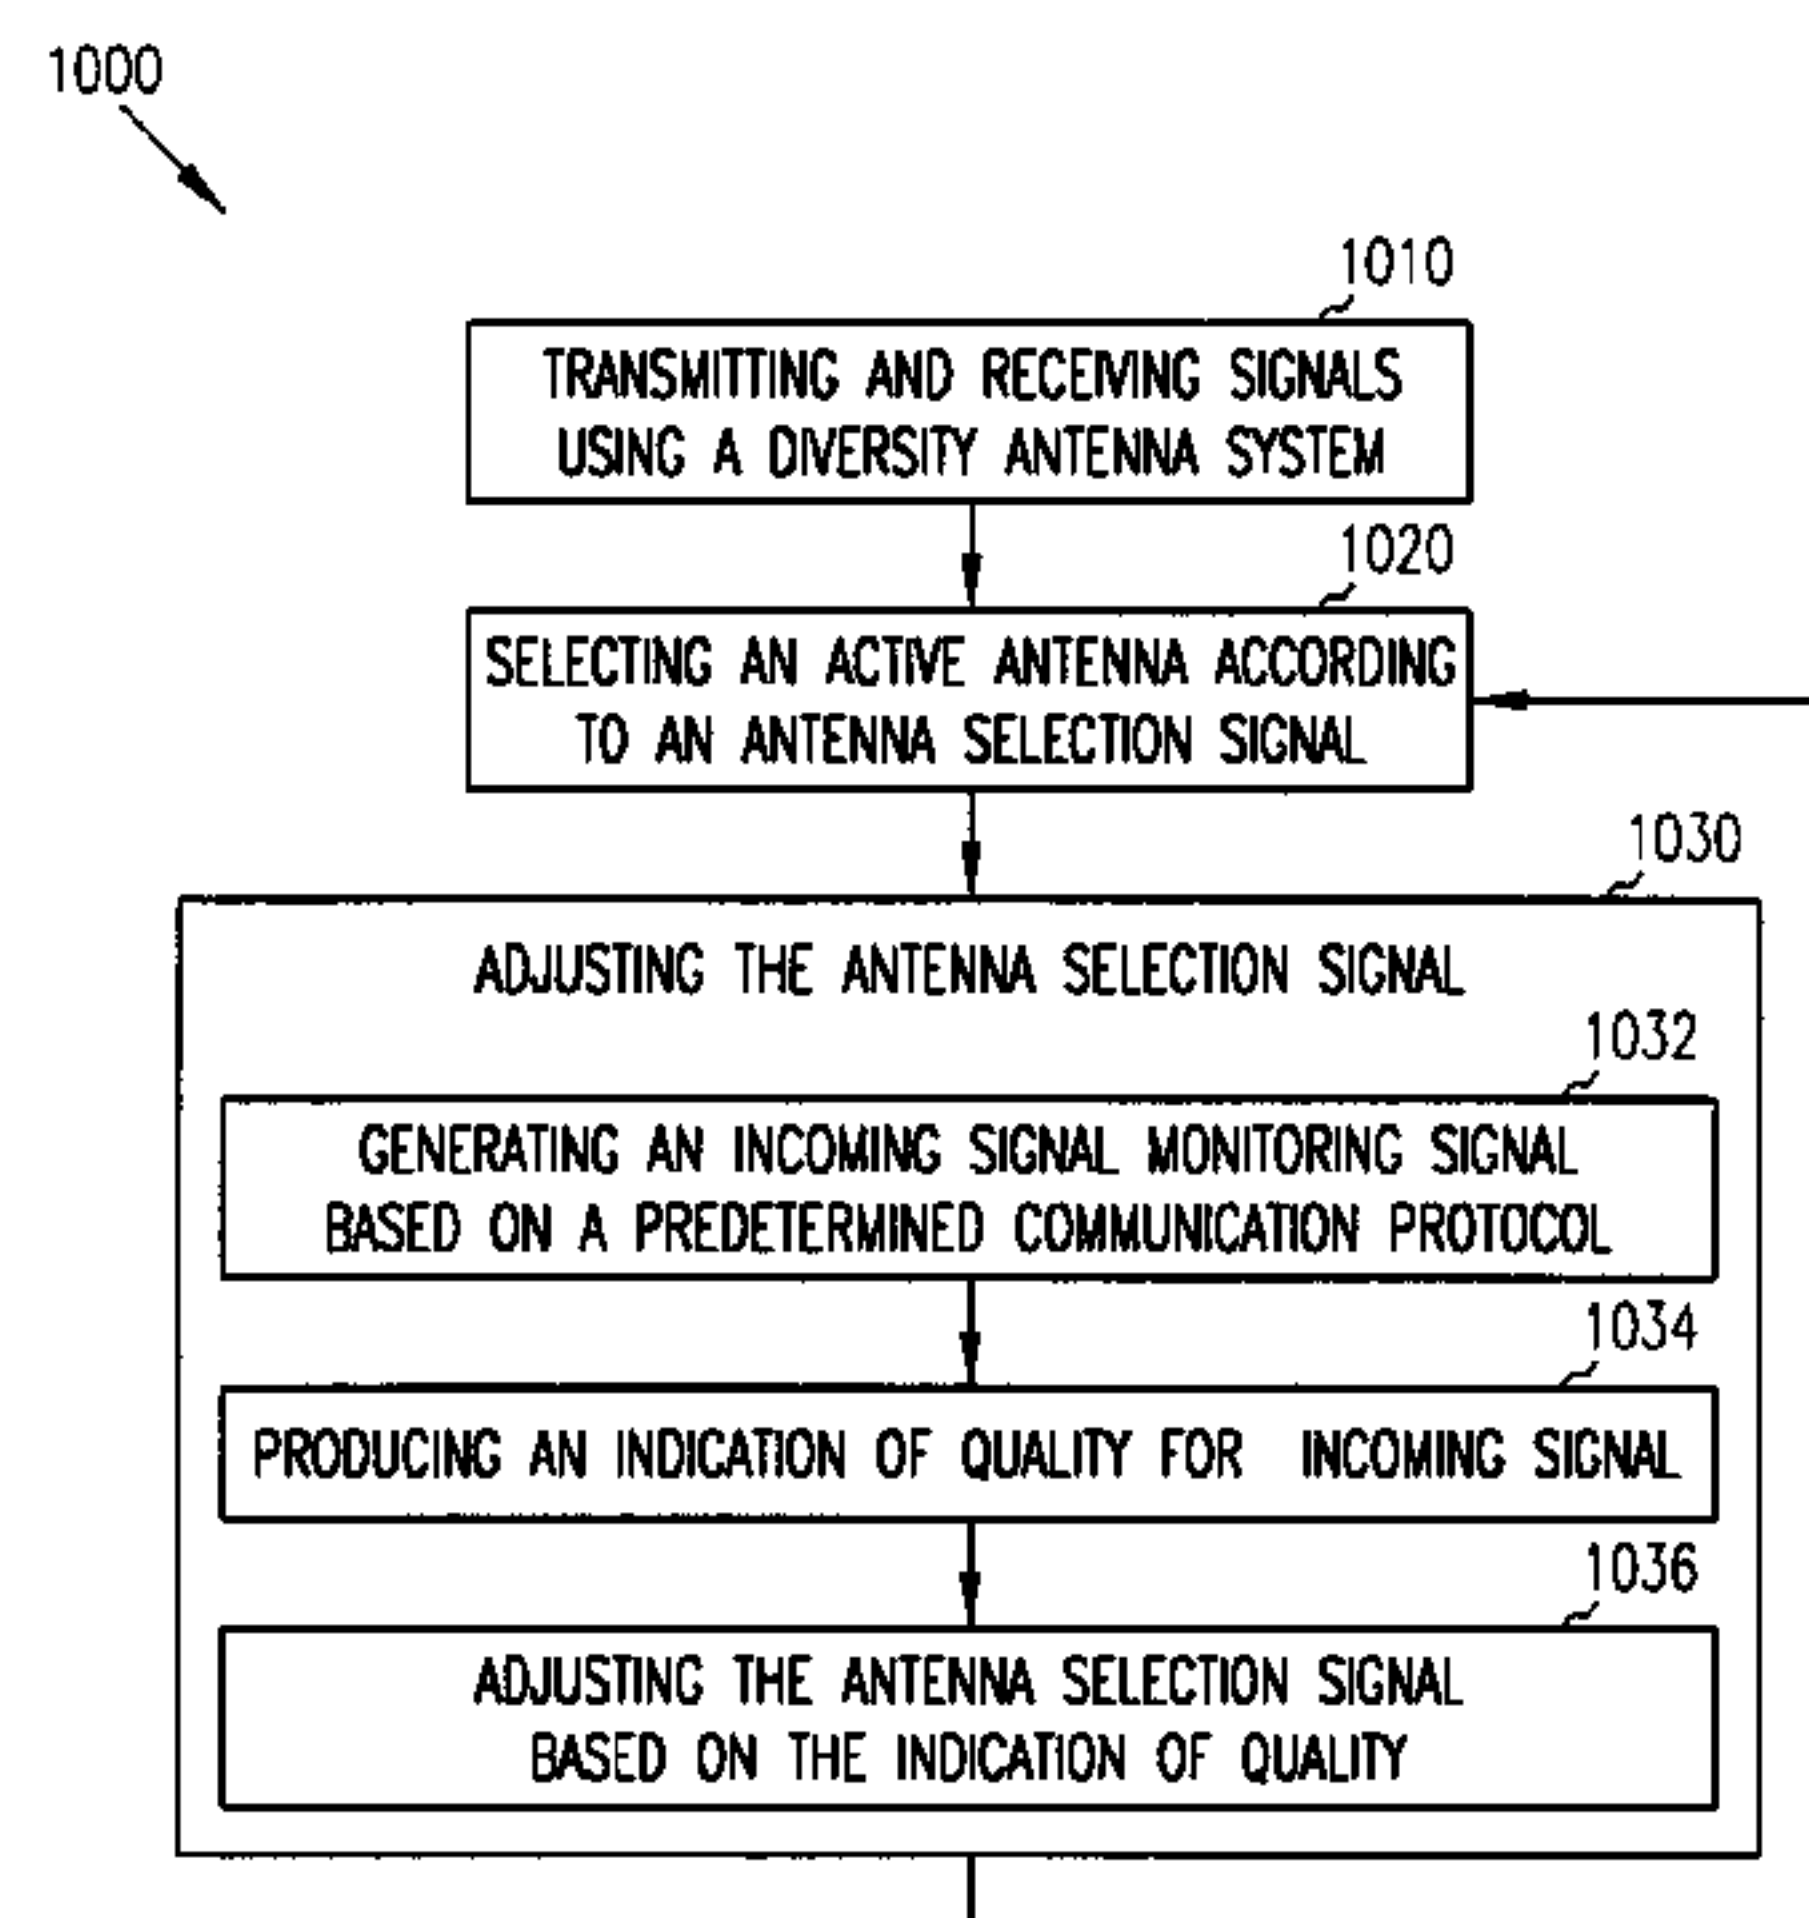 1000
1010
TRANSMITTING AND RECEIVING SIGNALS
USING A DIVERSITY ANTENNA SYSTEM
1020
SELECTING AN ACTIVE ANTENNA ACCORDING
TO AN ANTENNA SELECTION SIGNAL
1030
ADJUSTING THE ANTENNA SELECTION SIGNAL
1032
GENERATING AN INCOMING SIGNAL MONITORING SIGNAL
BASED ON A PREDETERMINED COMMUNICATION PROTOCOL
1034
PRODUCING AN INDICATION OF QUALITY FOR INCOMING SIGNAL
1036
ADJUSTING THE ANTENNA SELECTION SIGNAL
BASED ON THE INDICATION OF QUALITY